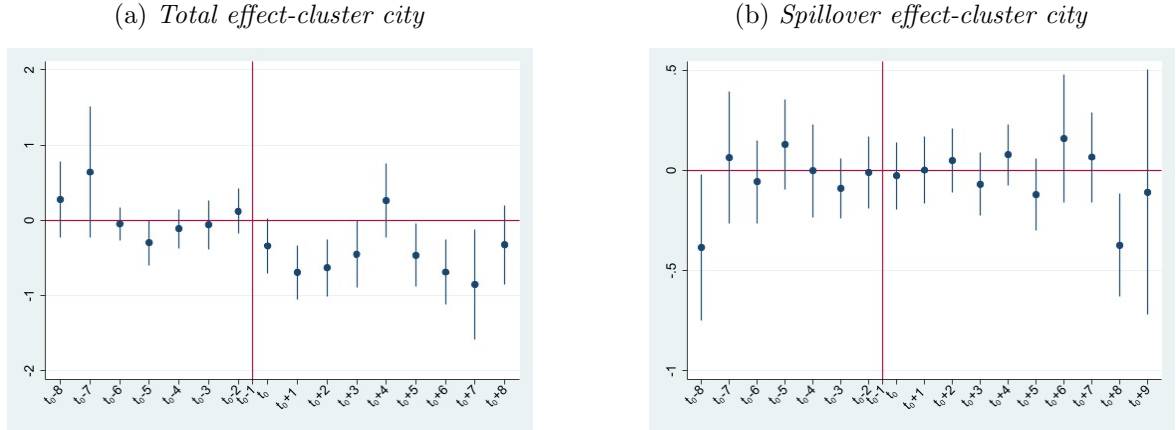 (a) Total effect-cluster city
2
1
0
-1
-2
t₀-8 t₀-7 t₀-6 t₀-5 t₀-4 t₀-3 t₀-2 t₀-1 t₀ t₀+1 t₀+2 t₀+3 t₀+4 t₀+5 t₀+6 t₀+7 t₀+8
(b) Spillover effect-cluster city
.5
0
-.5
-1
t₀-8 t₀-7 t₀-6 t₀-5 t₀-4 t₀-3 t₀-2 t₀-1 t₀ t₀+1 t₀+2 t₀+3 t₀+4 t₀+5 t₀+6 t₀+7 t₀+8 t₀+9